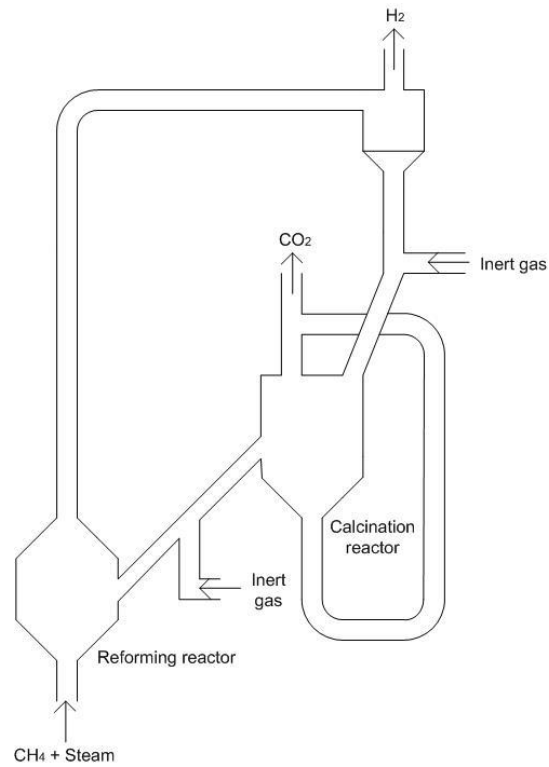 H₂
CO₂
Inert gas
Calcination
reactor
Inert
gas
Reforming reactor
CH₄ + Steam